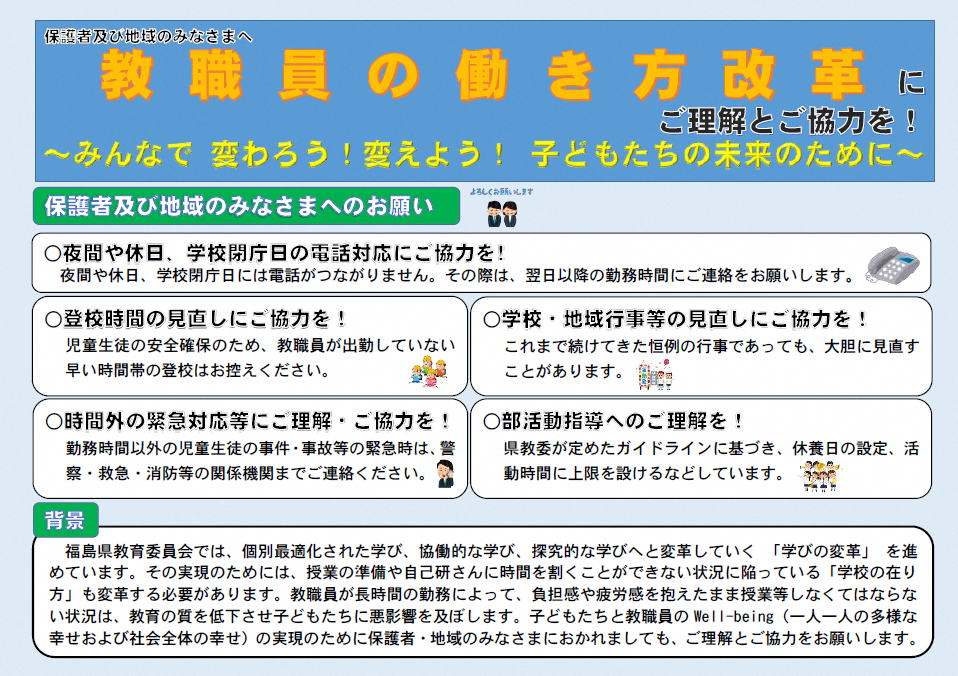 保護者及び地域のみなさまへ
教職員の働き方改革に
ご理解とご協力を！
～みんなで 変わろう！変えよう！ 子どもたちの未来のために～
保護者及び地域のみなさまへのお願い
よろしくお願いします
○夜間や休日、学校閉庁日の電話対応にご協力を！
夜間や休日、学校閉庁日には電話がつながりません。その際は、翌日以降の勤務時間にご連絡をお願いします。
○登校時間の見直しにご協力を！
児童生徒の安全確保のため、教職員が出勤していない
早い時間帯の登校はお控えください。
○学校・地域行事等の見直しにご協力を！
これまで続けてきた恒例の行事であっても、大胆に見直す
ことがあります。
○時間外の緊急対応等にご理解・ご協力を！
勤務時間以外の児童生徒の事件・事故等の緊急時は、警
察・救急・消防等の関係機関までご連絡ください。
○部活動指導へのご理解を！
県教委が定めたガイドラインに基づき、休養日の設定、活
動時間に上限を設けるなどしています。
背景
福島県教育委員会では、個別最適化された学び、協働的な学び、探究的な学びへと変革していく 「学びの変革」 を進
めています。その実現のためには、授業の準備や自己研さんに時間を割くことができない状況に陥っている「学校の在り
方」も変革する必要があります。教職員が長時間の勤務によって、負担感や疲労感を抱えたまま授業等しなくてはならな
い状況は、教育の質を低下させ子どもたちに悪影響を及ぼします。子どもたちと教職員の Well-being（一人一人の多様な
幸せおよび社会全体の幸せ）の実現のために保護者・地域のみなさまにおかれましても、ご理解とご協力をお願いします。